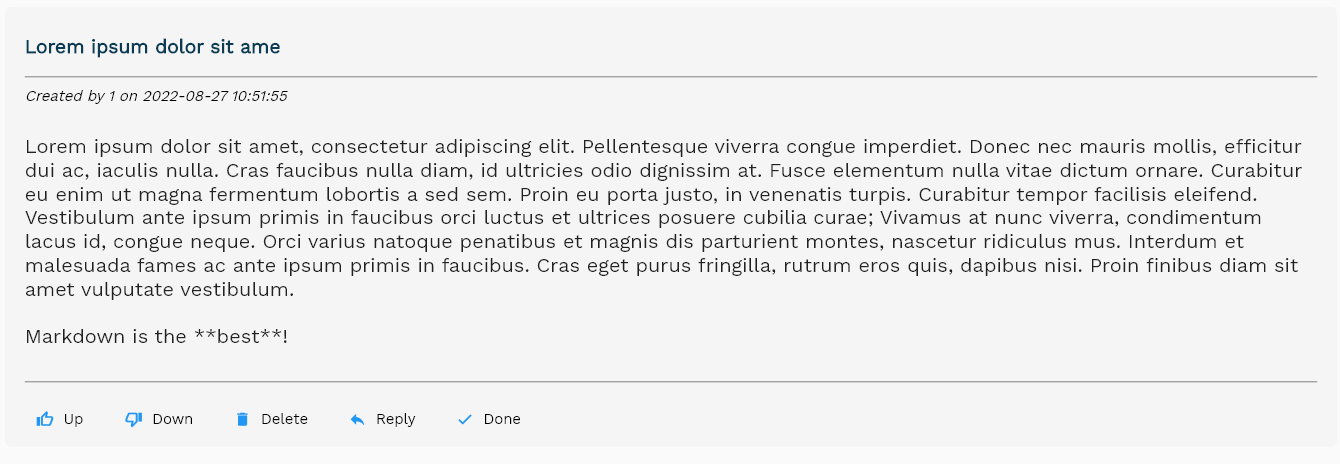 Lorem ipsum dolor sit ame
Created by 1 on 2022-08-27 10:51:55
Lorem ipsum dolor sit amet, consectetur adipiscing elit. Pellentesque viverra congue imperdiet. Donec nec mauris mollis, efficitur
dui ac, iaculis nulla. Cras faucibus nulla diam, id ultricies odio dignissim at. Fusce elementum nulla vitae dictum ornare. Curabitur
eu enim ut magna fermentum lobortis a sed sem. Proin eu porta justo, in venenatis turpis. Curabitur tempor facilisis eleifend.
Vestibulum ante ipsum primis in faucibus orci luctus et ultrices posuere cubilia curae; Vivamus at nunc viverra, condimentum
lacus id, congue neque. Orci varius natoque penatibus et magnis dis parturient montes, nascetur ridiculus mus. Interdum et
malesuada fames ac ante ipsum primis in faucibus. Cras eget purus fringilla, rutrum eros quis, dapibus nisi. Proin finibus diam sit
amet vulputate vestibulum.
Markdown is the **best**!
Up Down Delete Reply Done